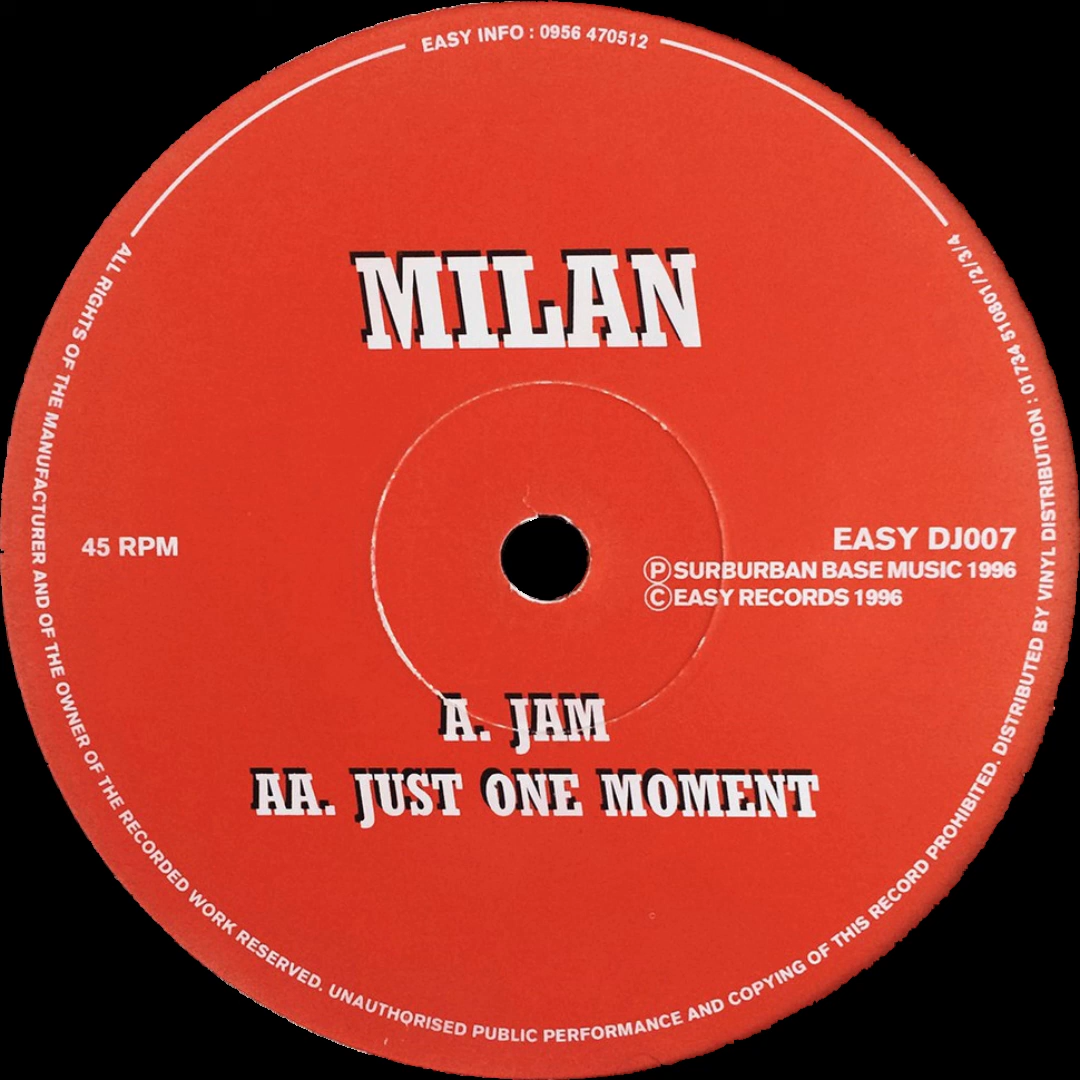 EASY INFO : 0956 470512
MILAN
45 RPM
EASY DJ007
Ⓟ SURBURBAN BASE MUSIC 1996
Ⓒ EASY RECORDS 1996
A. JAM
AA. JUST ONE MOMENT
ALL RIGHTS OF THE MANUFACTURER AND OF THE OWNER OF THE RECORDED WORK RESERVED. UNAUTHORISED PUBLIC PERFORMANCE AND COPYING OF THIS RECORD PROHIBITED. DISTRIBUTED BY VINYL DISTRIBUTION : 01734 510801/2/3/4